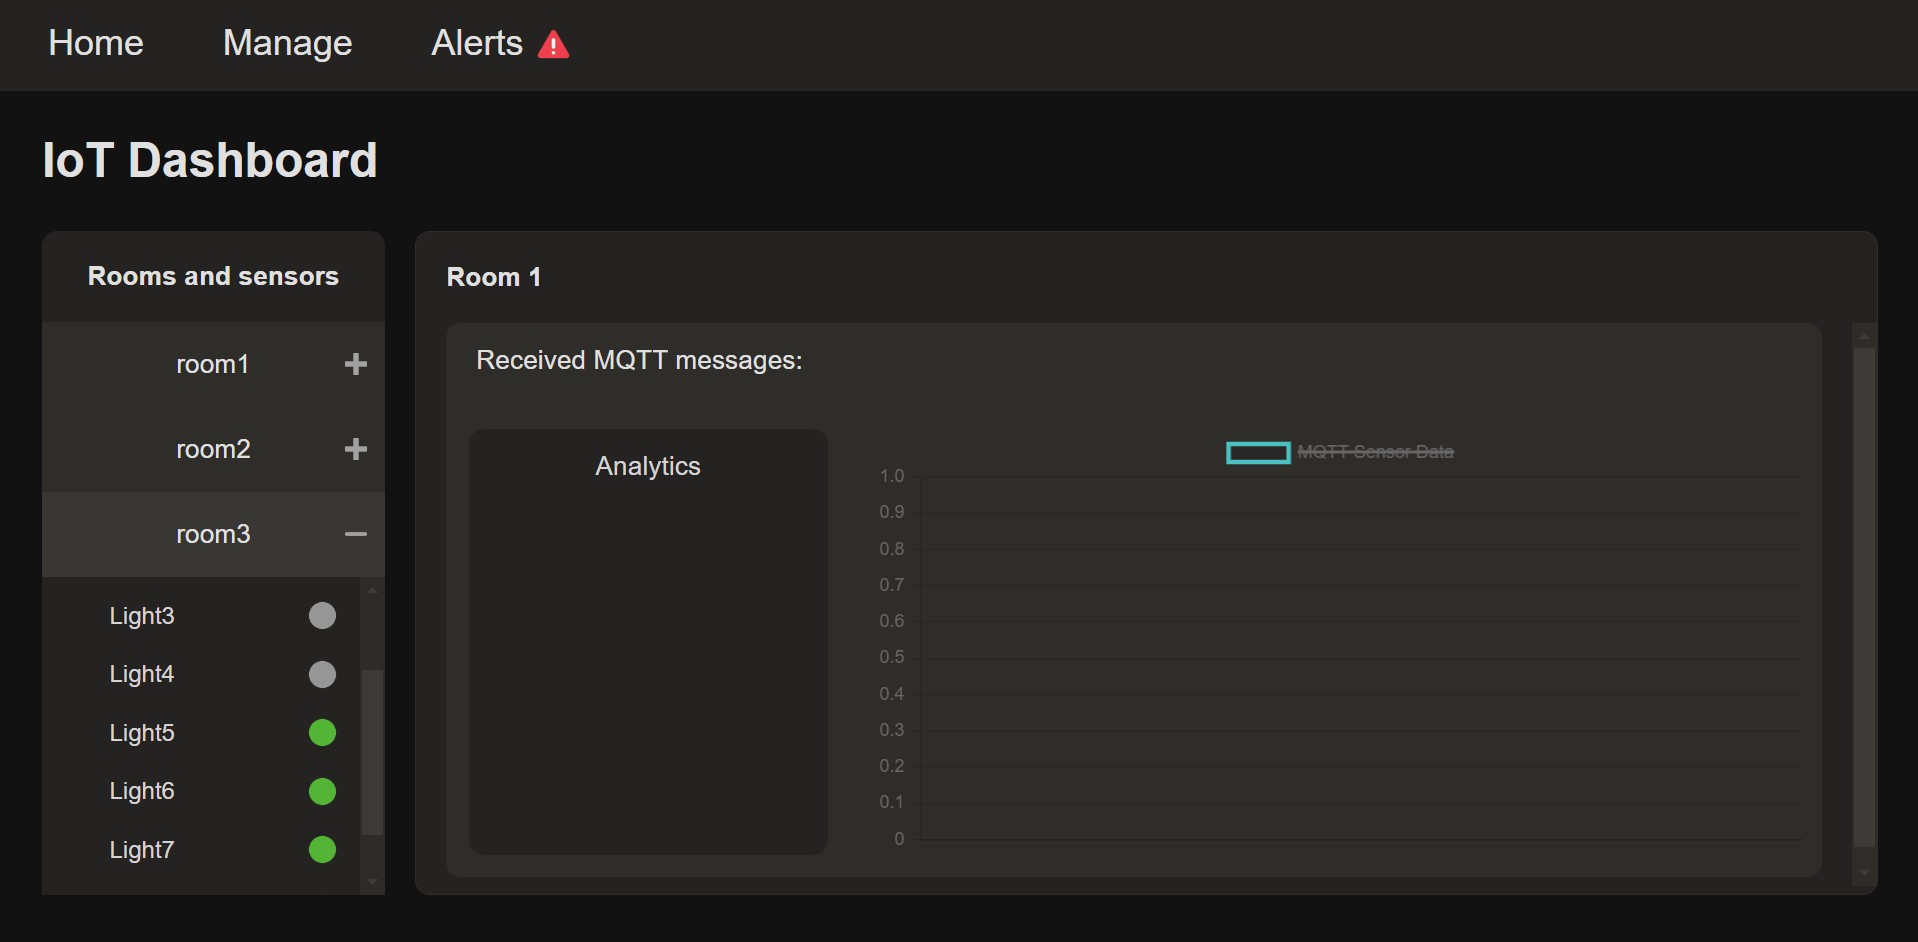 Home Manage Alerts
IoT Dashboard
Rooms and sensors
room1
room2
room3
Light3
Light4
Light5
Light6
Light7
Room 1
Received MQTT messages:
Analytics
MQTT Sensor Data
1.0
0.9
0.8
0.7
0.6
0.5
0.4
0.3
0.2
0.1
0